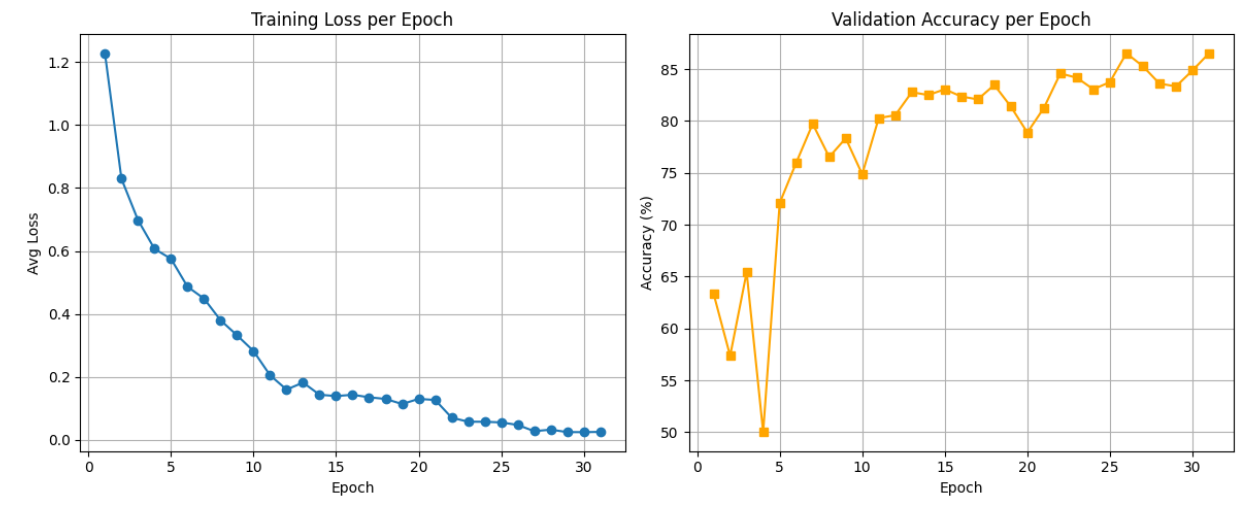 Training Loss per Epoch
1.2
1.0
0.8
0.6
0.4
0.2
0.0
Avg Loss
0 5 10 15 20 25 30
Epoch
Validation Accuracy per Epoch
85
80
75
70
65
60
55
50
Accuracy (%)
0 5 10 15 20 25 30
Epoch